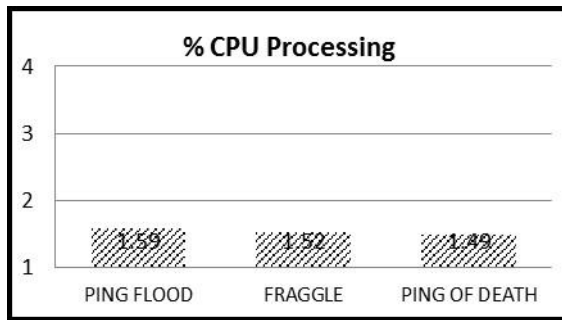 % CPU Processing
4
3
2
1
1.59 1.52 1.49
PING FLOOD FRAGGLE PING OF DEATH